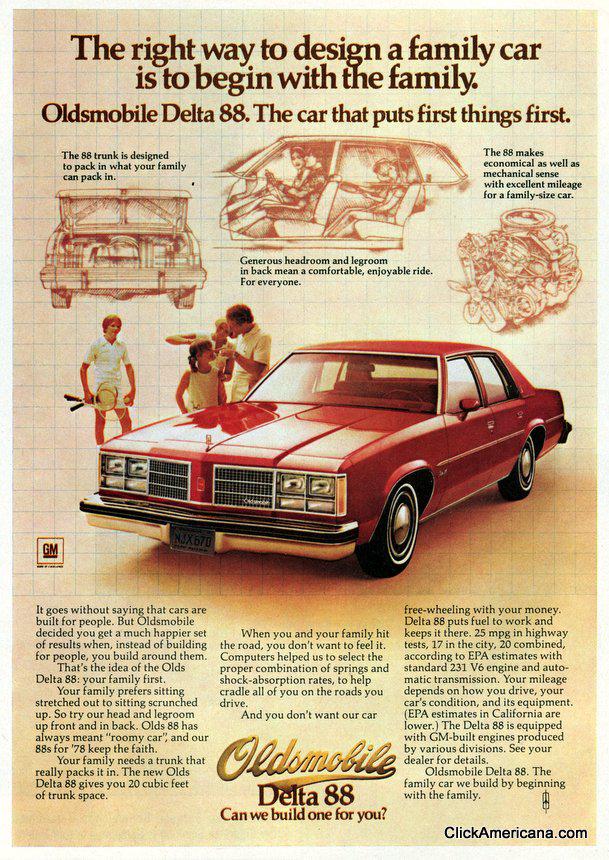 The right way to design a family car
is to begin with the family.
Oldsmobile Delta 88. The car that puts first things first.
The 88 trunk is designed
to pack in what your family
can pack in.
Generous headroom and legroom
in back mean a comfortable, enjoyable ride.
For everyone.
The 88 makes
economical as well as
mechanical sense
with excellent mileage
for a family-size car.
NJX670
GM
It goes without saying that cars are
built for people. But Oldsmobile
decided you get a much happier set
of results when, instead of building
for people, you build around them.
That's the idea of the Olds
Delta 88: your family first.
Your family prefers sitting
stretched out to sitting scrunched
up. So try our head and legroom
up front and in back. Olds 88 has
always meant "roomy car", and our
88s for '78 keep the faith.
Your family needs a trunk that
really packs it in. The new Olds
Delta 88 gives you 20 cubic feet
of trunk space.
When you and your family hit
the road, you don't want to feel it.
Computers helped us to select the
proper combination of springs and
shock-absorption rates, to help
cradle all of you on the roads you
drive.
And you don't want our car
free-wheeling with your money.
Delta 88 puts fuel to work and
keeps it there. 25 mpg in highway
tests, 17 in the city, 20 combined,
according to EPA estimates with
standard 231 V6 engine and auto-
matic transmission. Your mileage
depends on how you drive, your
car's condition, and its equipment.
(EPA estimates in California are
lower.) The Delta 88 is equipped
with GM-built engines produced
by various divisions. See your
dealer for details.
Oldsmobile Delta 88. The
family car we build by beginning
with the family.
Oldsmobile
Delta 88
Can we build one for you?
ClickAmericana.com